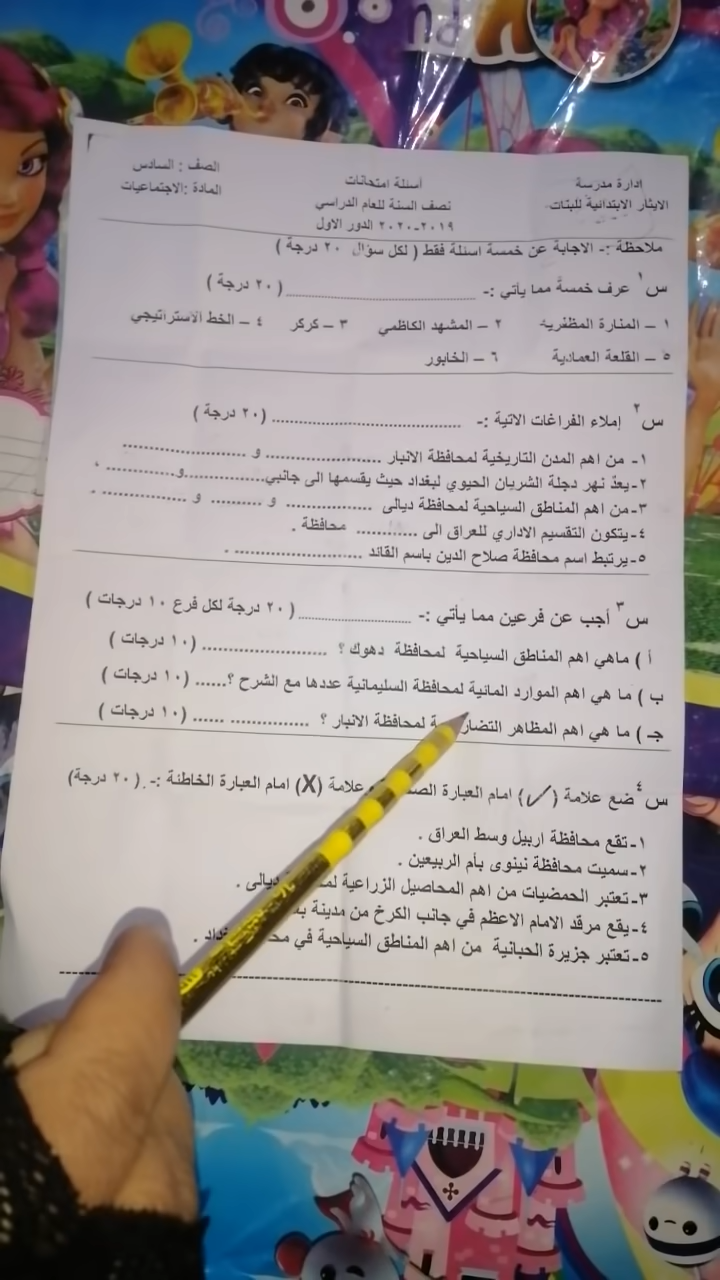 إدارة مدرسة
الايثار الابتدائية للبنات.
أسئلة امتحانات
نصف السنة للعام الدراسي
٢٠١٩-٢٠٢٠ الدور الاول
الصف : السادس
المادة :الاجتماعيات
ملاحظة :- الاجابة عن خمسة اسئلة فقط ( لكل سؤال ٢٠ درجة )
س١ عرف خمسة مما يأتي :- ................................ ( ٢٠ درجة )
١ – المنارة المظفرية ٢ – المشهد الكاظمي ٣ – كركر ٤ – الخط الاستراتيجي
٥ – القلعة العمادية ٦ – الخابور
س٢ إملاء الفراغات الاتية :- ................................ (٢٠ درجة )
١- من اهم المدن التاريخية لمحافظة الانبار .................... و ....................
٢-يعدّ نهر دجلة الشريان الحيوي لبغداد حيث يقسمها الى جانبي..............و............ .
٣-من اهم المناطق السياحية لمحافظة ديالى ............... و ......... و ............... .
٤-يتكون التقسيم الاداري للعراق الى ........... محافظة .
٥-يرتبط اسم محافظة صلاح الدين باسم القائد ...................... .
س٣ أجب عن فرعين مما يأتي :- .................... ( ٢٠ درجة لكل فرع ١٠ درجات )
أ ) ماهي اهم المناطق السياحية لمحافظة دهوك ؟ ...................... (١٠ درجات )
ب ) ما هي اهم الموارد المائية لمحافظة السليمانية عددها مع الشرح ؟...... (١٠ درجات )
جـ ) ما هي اهم المظاهر لمحافظة الانبار ؟ .............. ...... (١٠ درجات )
س٤ ضع علامة (✓) امام العبارة علامة (X) امام العبارة الخاطئة :- . ( ٢٠ درجة)
١-تقع محافظة اربيل وسط العراق .
٢-سميت محافظة نينوى بأم الربيعين .
٣-تعتبر الحمضيات من اهم المحاصيل الزراعية ديالى .
٤-يقع مرقد الامام الاعظم في جانب الكرخ من مدينة
٥-تعتبر جزيرة الحبانية من اهم المناطق السياحية في .